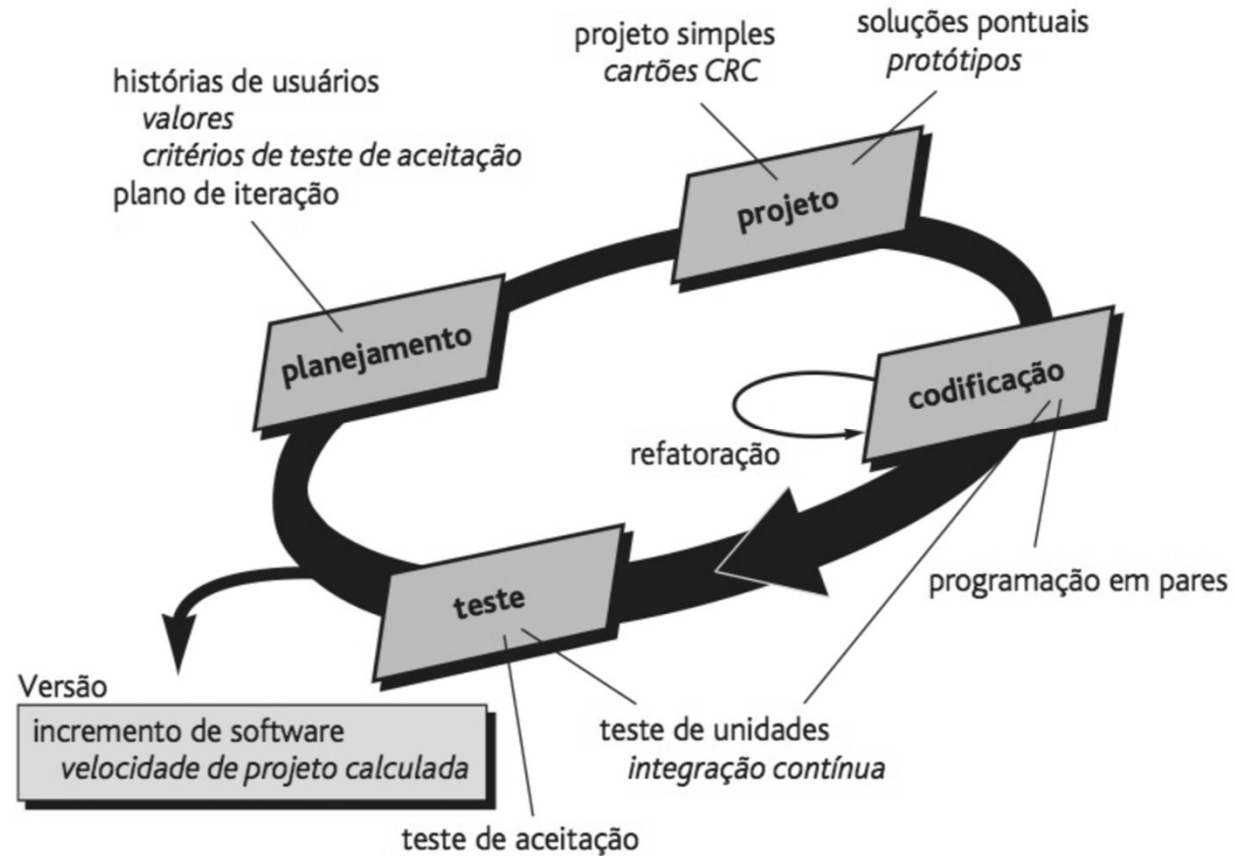 projeto simples
cartões CRC
soluções pontuais
protótipos
histórias de usuários
valores
critérios de teste de aceitação
plano de iteração
projeto
planejamento
codificação
refatoração
programação em pares
teste
Versão
incremento de software
velocidade de projeto calculada
teste de unidades
integração contínua
teste de aceitação